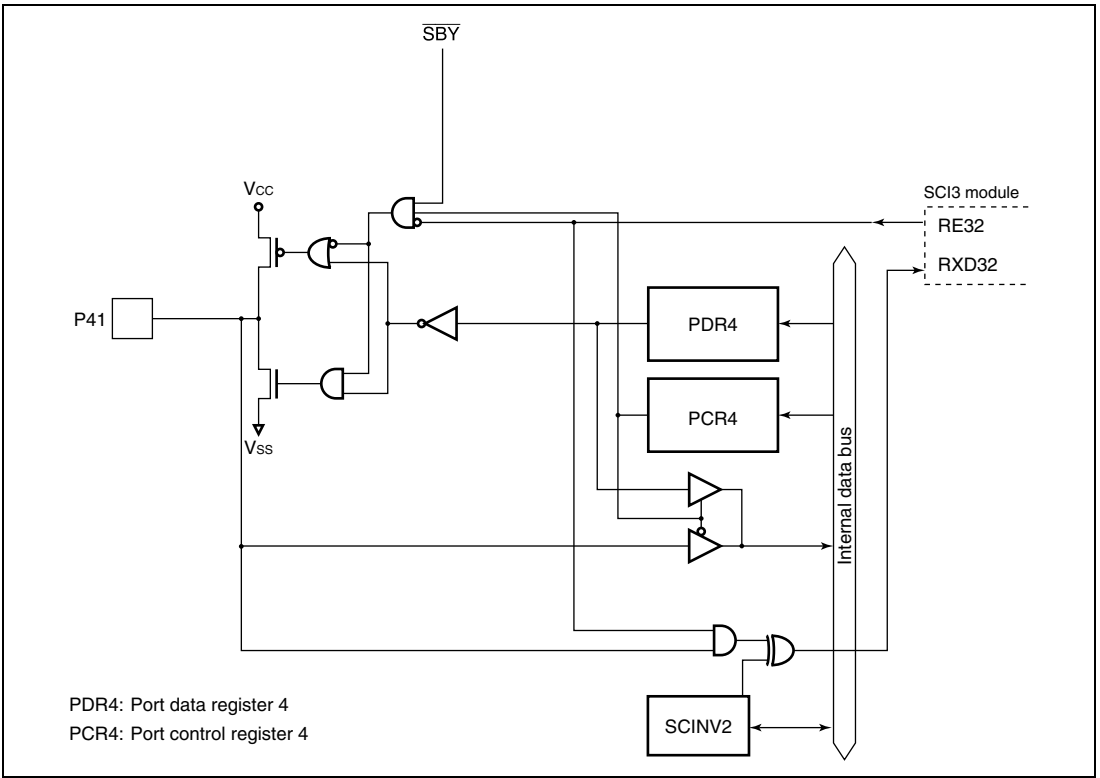 SBY
VCC
SCI3 module
RE32
RXD32
P41
PDR4
PCR4
VSS
Internal data bus
SCINV2
PDR4: Port data register 4
PCR4: Port control register 4